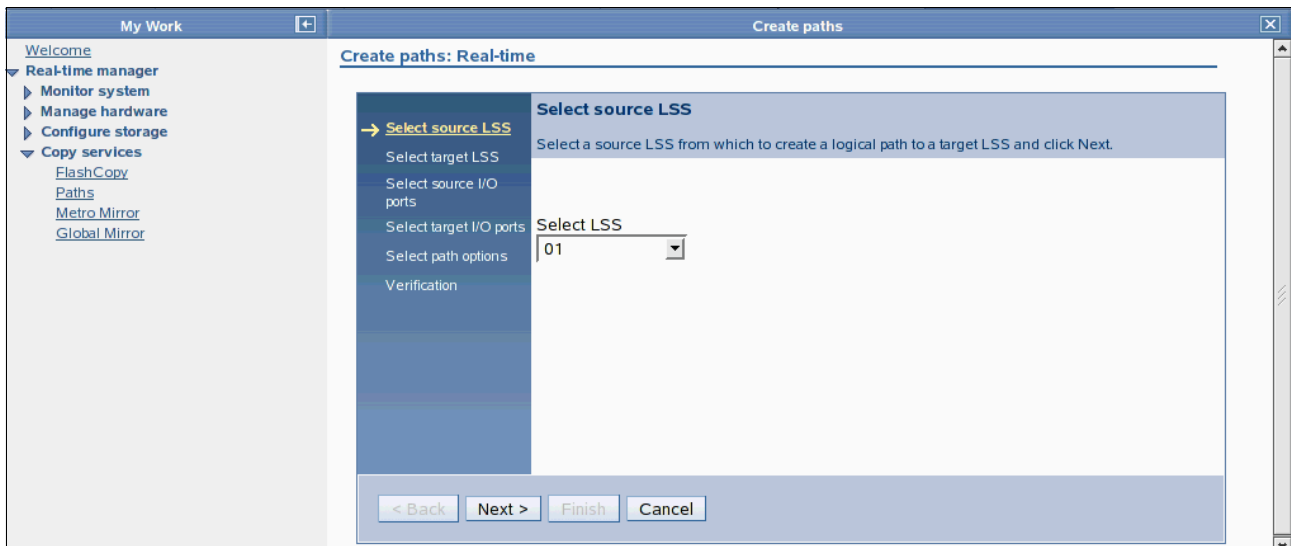 My Work
Create paths
Welcome
Real-time manager
Monitor system
Manage hardware
Configure storage
Copy services
FlashCopy
Paths
Metro Mirror
Global Mirror
Create paths: Real-time
Select source LSS
Select target LSS
Select source I/O
ports
Select target I/O ports
Select path options
Verification
Select source LSS
Select a source LSS from which to create a logical path to a target LSS and click Next.
Select LSS
01
< Back
Next >
Finish
Cancel